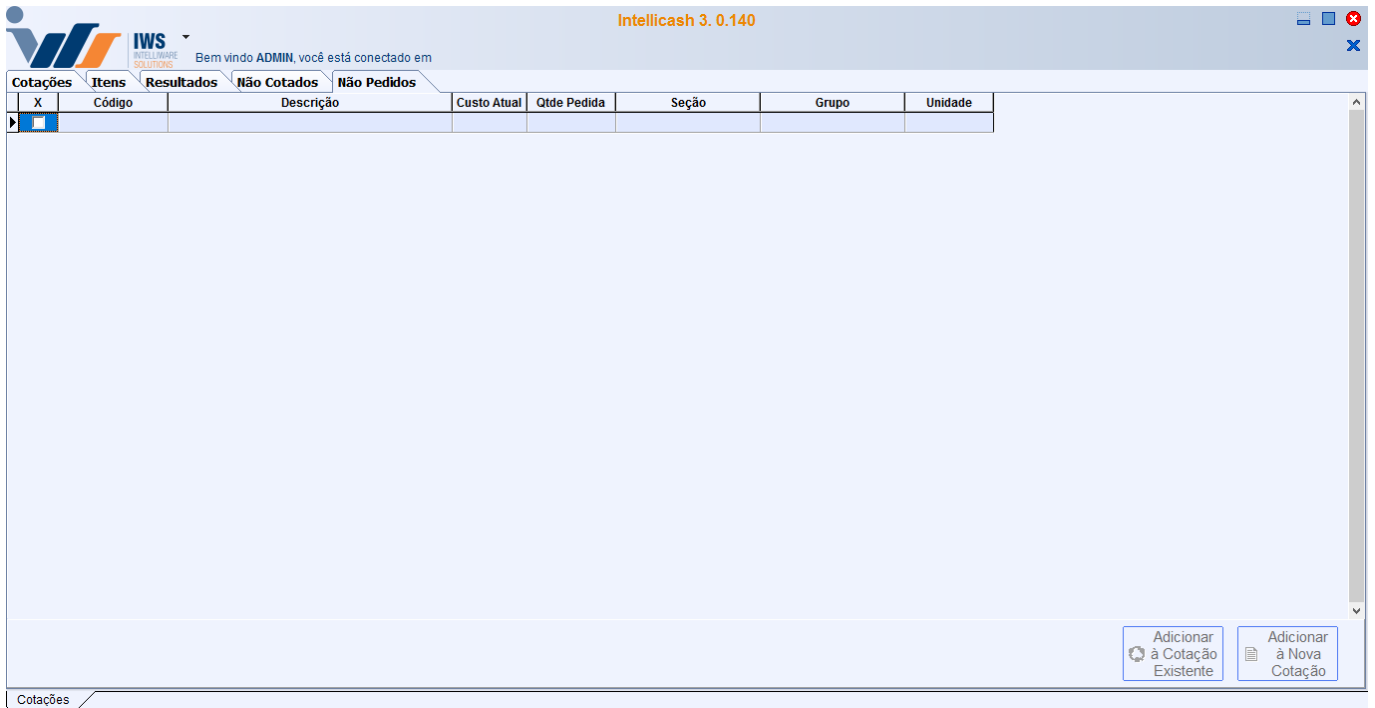 Intellicash 3. 0.140
IWS
INTELLIWARE
SOLUTIONS
Bem vindo ADMIN, você está conectado em
Cotações Itens Resultados Não Cotados Não Pedidos
X Código Descrição Custo Atual Qtde Pedida Seção Grupo Unidade
Adicionar
à Cotação
Existente
Adicionar
à Nova
Cotação
Cotações